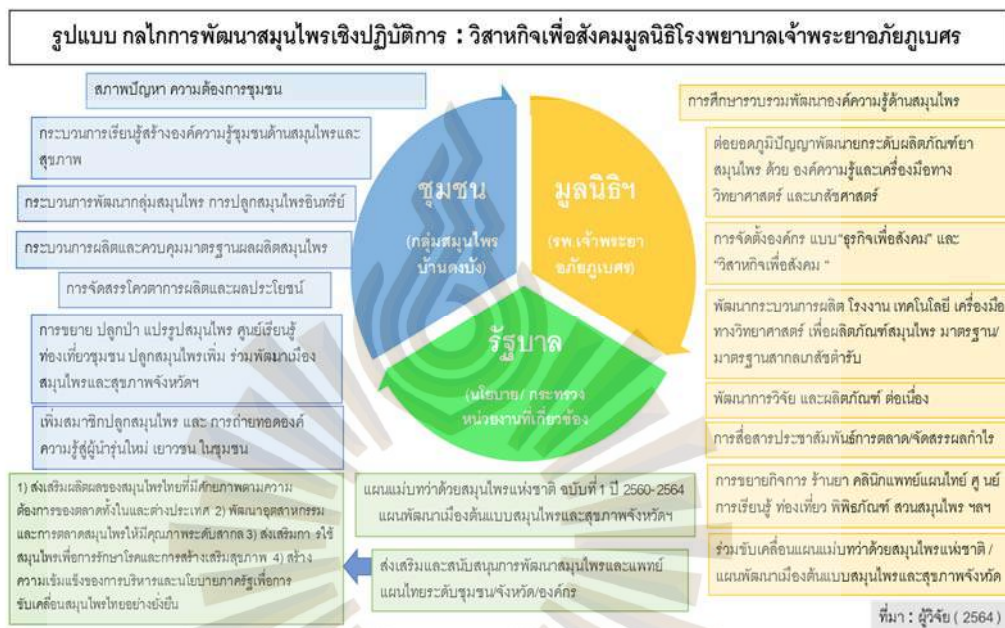 รูปแบบ กลไกการพัฒนาสมุนไพรเชิงปฏิบัติการ : วิสาหกิจเพื่อสังคมมูลนิธิโรงพยาบาลเจ้าพระยาอภัยภูเบศร
สภาพปัญหา ความต้องการชุมชน
กระบวนการเรียนรู้สร้างองค์ความรู้ชุมชนด้านสมุนไพรและ
สุขภาพ
กระบวนการพัฒนากลุ่มสมุนไพร การปลูกสมุนไพรอินทรีย์
กระบวนการผลิตและควบคุมมาตรฐานผลผลิตสมุนไพร
การจัดสรรโควตาการผลิตและผลประโยชน์
การขยาย ปลูกป่า แปรรูปสมุนไพร ศูนย์เรียนรู้
ท่องเที่ยวชุมชน ปลูกสมุนไพรเพิ่ม ร่วมพัฒนาเมือง
สมุนไพรและสุขภาพจังหวัดฯ
เพิ่มสมาชิกปลูกสมุนไพร และ การถ่ายทอดองค์
ความรู้สู่ผู้นำรุ่นใหม่ เยาวชน ในชุมชน
ชุมชน
(กลุ่มสมุนไพร
บ้านดงบัง)
มูลนิธิฯ
(รพ.เจ้าพระยา
อภัยภูเบศร)
รัฐบาล
(นโยบาย/ กระทรวง
หน่วยงานที่เกี่ยวข้อง
การศึกษารวบรวมพัฒนาองค์ความรู้ด้านสมุนไพร
ต่อยอดภูมิปัญญาพัฒนายกระดับผลิตภัณฑ์ยา
สมุนไพร ด้วย องค์ความรู้และเครื่องมือทาง
วิทยาศาสตร์ และเภสัชศาสตร์
การจัดตั้งองค์กร แบบ"ธุรกิจเพื่อสังคม" และ
"วิสาหกิจเพื่อสังคม "
พัฒนากระบวนการผลิต โรงงาน เทคโนโลยี เครื่องมือ
ทางวิทยาศาสตร์ เพื่อผลิตภัณฑ์สมุนไพร มาตรฐาน/
มาตรฐานสากลเภสัชตำรับ
พัฒนาการวิจัย และผลิตภัณฑ์ ต่อเนื่อง
การสื่อสารประชาสัมพันธ์การตลาด/จัดสรรผลกำไร
การขยายกิจการ ร้านยา คลินิกแพทย์แผนไทย ศู นย์
การเรียนรู้ ท่องเที่ยว พิพิธภัณฑ์ สวนสมุนไพร ฯลฯ
ร่วมขับเคลื่อนแผนแม่บทว่าด้วยสมุนไพรแห่งชาติ /
แผนพัฒนาเมืองต้นแบบสมุนไพรและสุขภาพจังหวัด
1) ส่งเสริมผลิตผลของสมุนไพรไทยที่มีศักยภาพตามความ
ต้องการของตลาดทั้งในและต่างประเทศ 2) พัฒนาอุตสาหกรรม
และการตลาดสมุนไพรให้มีคุณภาพระดับสากล 3) ส่งเสริมกา รใช้
สมุนไพรเพื่อการรักษาโรคและการสร้างเสริมสุขภาพ 4) สร้าง
ความเข้มแข็งของการบริหารและนโยบายภาครัฐเพื่อการ
ขับเคลื่อนสมุนไพรไทยอย่างยั่งยืน
แผนแม่บทว่าด้วยสมุนไพรแห่งชาติ ฉบับที่ 1 ปี 2560-2564
แผนพัฒนาเมืองต้นแบบสมุนไพรและสุขภาพจังหวัดฯ
ส่งเสริมและสนับสนุนการพัฒนาสมุนไพรและแพทย์
แผนไทยระดับชุมชน/จังหวัด/องค์กร
ที่มา : ผู้วิจัย ( 2564 )